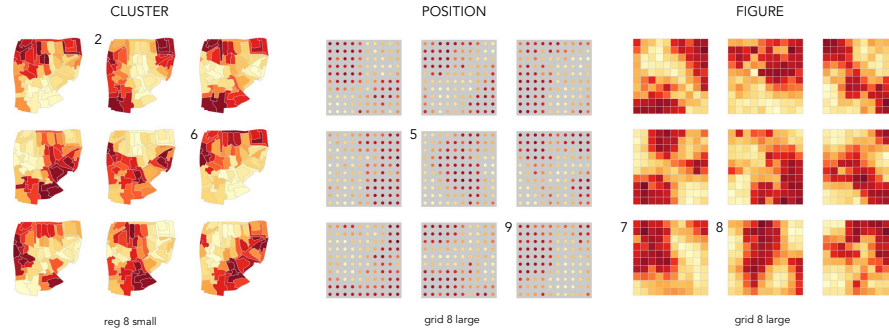 CLUSTER POSITION FIGURE
2
6 5
9 7 8
reg 8 small grid 8 large grid 8 large